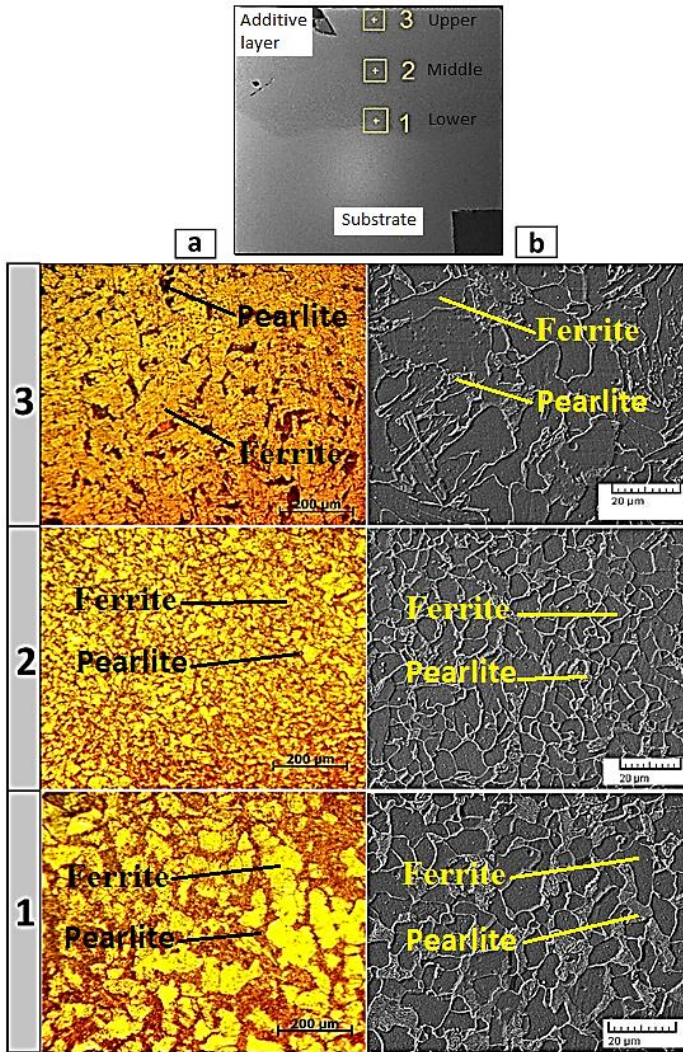 Additive
layer
3 Upper
2 Middle
1 Lower
Substrate
a
b
3
Pearlite
Ferrite
200 µm
Ferrite
Pearlite
20 µm
2
Ferrite
Pearlite
200 µm
Ferrite
Pearlite
20 µm
1
Ferrite
Pearlite
200 µm
Ferrite
Pearlite
20 µm